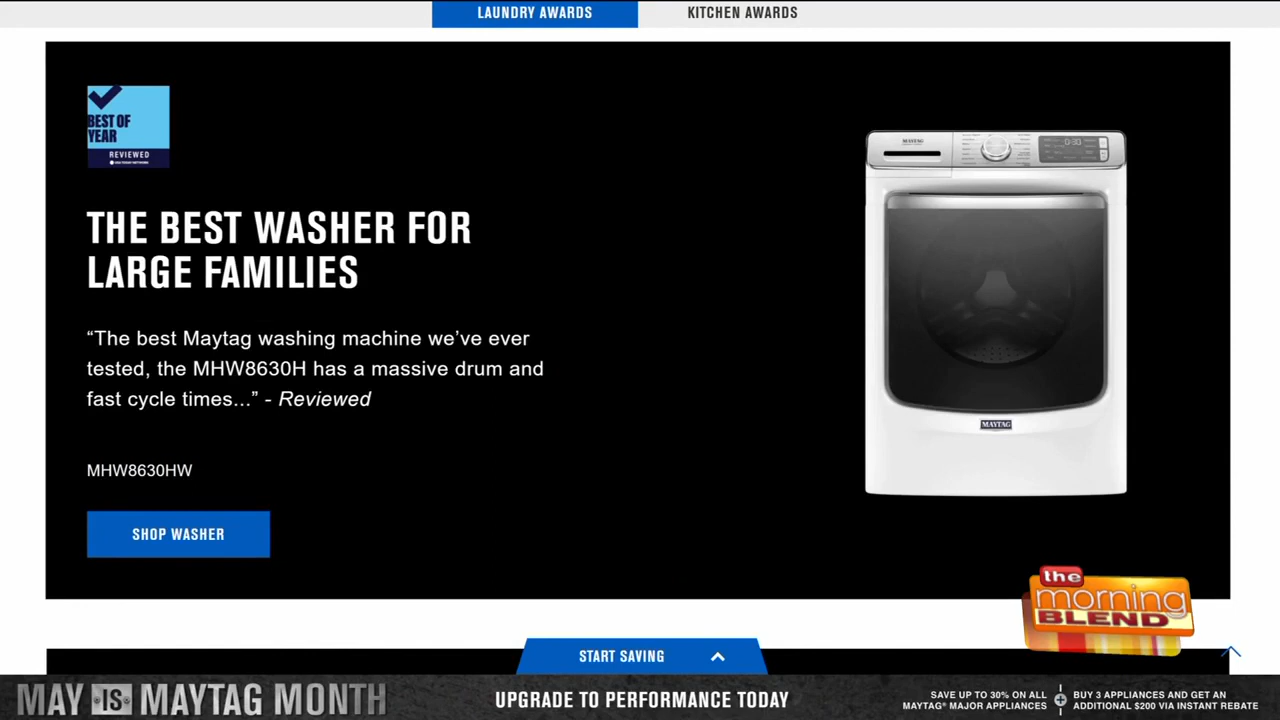 LAUNDRY AWARDS
KITCHEN AWARDS
BEST OF
YEAR
REVIEWED
THE BEST WASHER FOR
LARGE FAMILIES
“The best Maytag washing machine we’ve ever
tested, the MHW8630H has a massive drum and
fast cycle times...” - Reviewed
MHW8630HW
SHOP WASHER
MAYTAG
0:30
MAYTAG
the
morning
BLEND
START SAVING
MAY IS MAYTAG MONTH
UPGRADE TO PERFORMANCE TODAY
SAVE UP TO 30% ON ALL
MAYTAG® MAJOR APPLIANCES
+
BUY 3 APPLIANCES AND GET AN
ADDITIONAL $200 VIA INSTANT REBATE